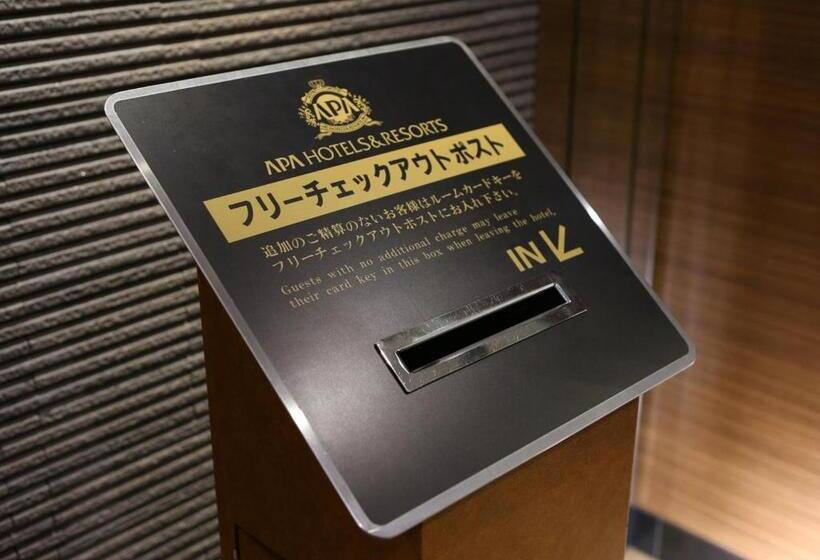 APA
APA HOTELS&RESORTS
フリーチェックアウトポスト
追加のご精算のないお客様はルームカードキーを
フリーチェックアウトポストにお入れ下さい。
Guests with no additional charge may leave
their card key in this box when leaving the hotel.
IN